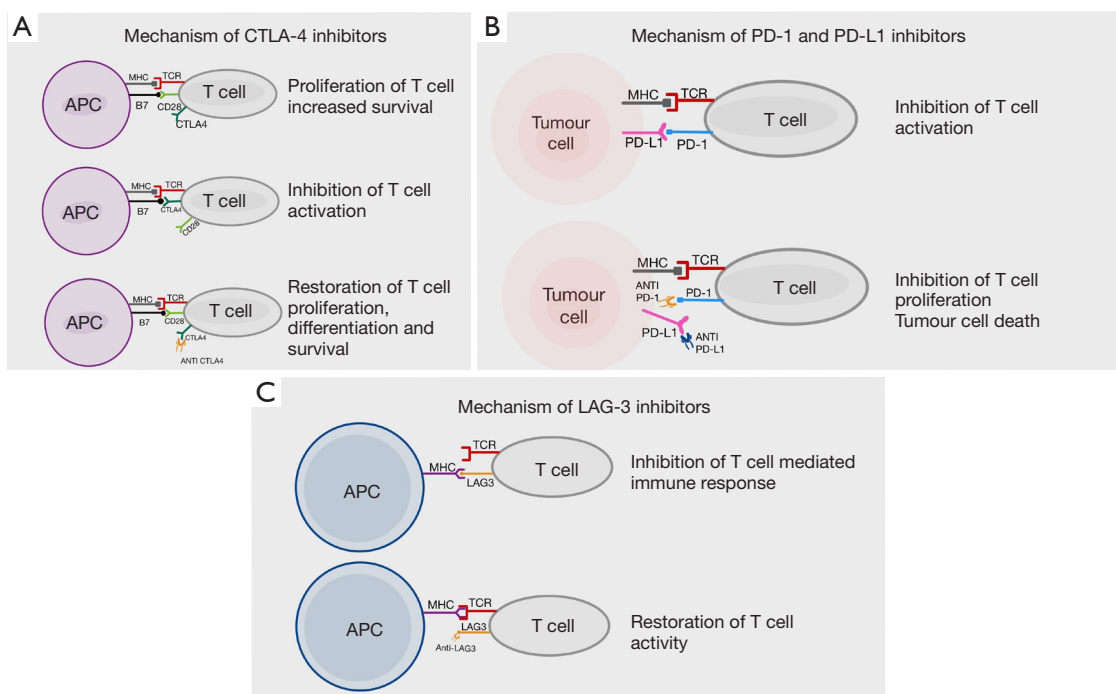 A
Mechanism of CTLA-4 inhibitors
APC
MHC
TCR
B7
CD28
CTLA4
T cell
Proliferation of T cell
increased survival
APC
MHC
TCR
B7
CTLA4
CD28
T cell
Inhibition of T cell
activation
APC
MHC
TCR
B7
CD28
CTLA4
ANTI CTLA4
T cell
Restoration of T cell
proliferation,
differentiation and
survival
B
Mechanism of PD-1 and PD-L1 inhibitors
Tumour
cell
MHC
TCR
PD-L1
PD-1
T cell
Inhibition of T cell
activation
Tumour
cell
MHC
TCR
ANTI
PD-1
PD-1
PD-L1
ANTI
PD-L1
T cell
Inhibition of T cell
proliferation
Tumour cell death
C
Mechanism of LAG-3 inhibitors
APC
TCR
MHC
LAG3
T cell
Inhibition of T cell mediated
immune response
APC
MHC
TCR
LAG3
Anti-LAG3
T cell
Restoration of T cell
activity